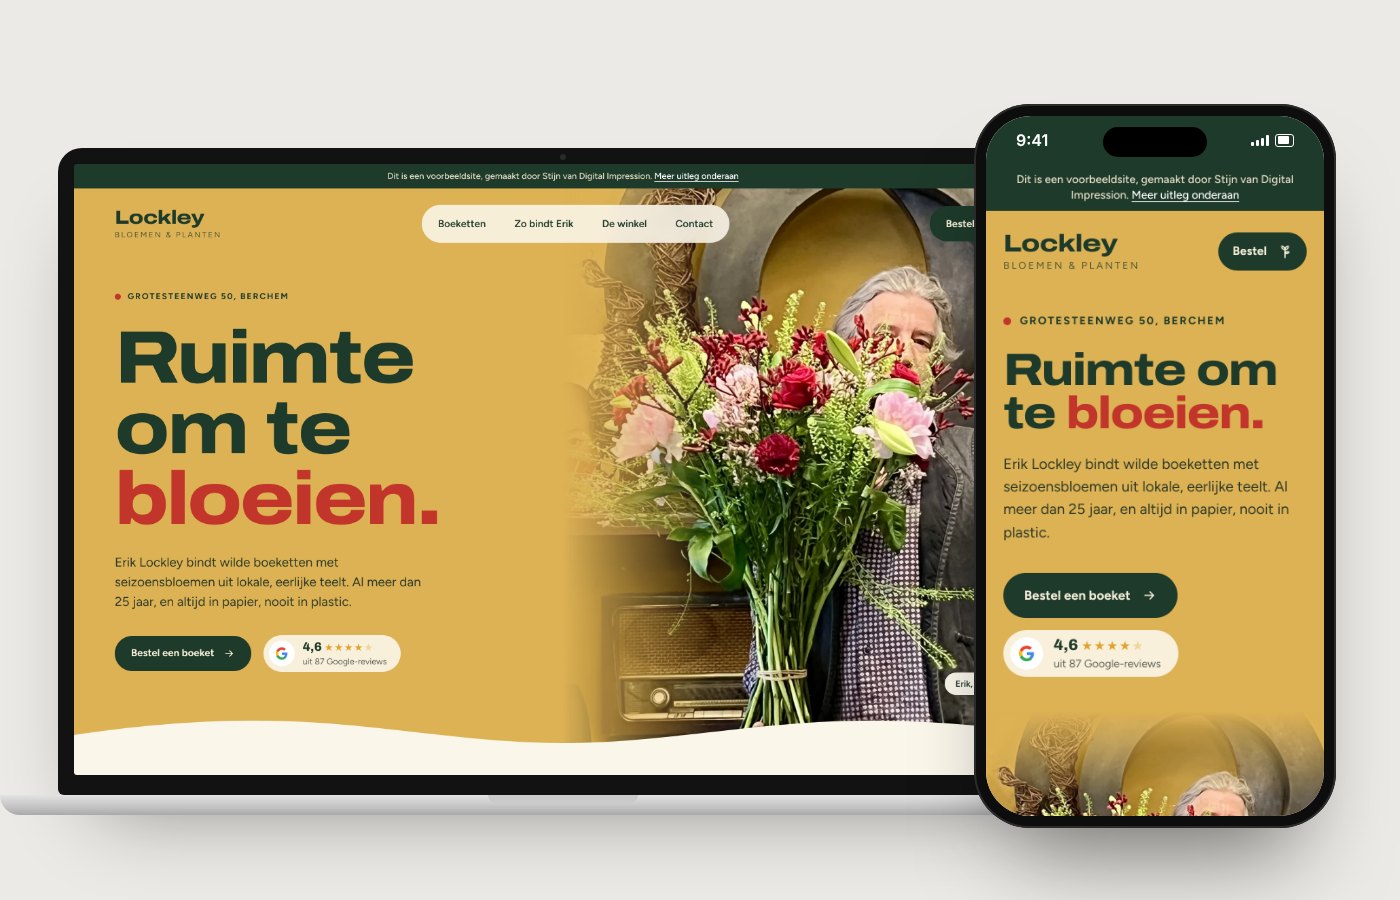 Dit is een voorbeeldsite, gemaakt door Stijn van Digital Impression. Meer uitleg onderaan
Lockley
BLOEMEN & PLANTEN
Boeketten
Zo bindt Erik
De winkel
Contact
Bestel
GROTESTEENWEG 50, BERCHEM
Ruimte
om te
bloeien.
Erik Lockley bindt wilde boeketten met
seizoensbloemen uit lokale, eerlijke teelt. Al meer dan
25 jaar, en altijd in papier, nooit in plastic.
Bestel een boeket
4,6
uit 87 Google-reviews
Erik,
9:41
Dit is een voorbeeldsite, gemaakt door Stijn van Digital
Impression. Meer uitleg onderaan
Lockley
BLOEMEN & PLANTEN
Bestel
GROTESTEENWEG 50, BERCHEM
Ruimte om
te bloeien.
Erik Lockley bindt wilde boeketten met
seizoensbloemen uit lokale, eerlijke teelt. Al
meer dan 25 jaar, en altijd in papier, nooit in
plastic.
Bestel een boeket
4,6
uit 87 Google-reviews